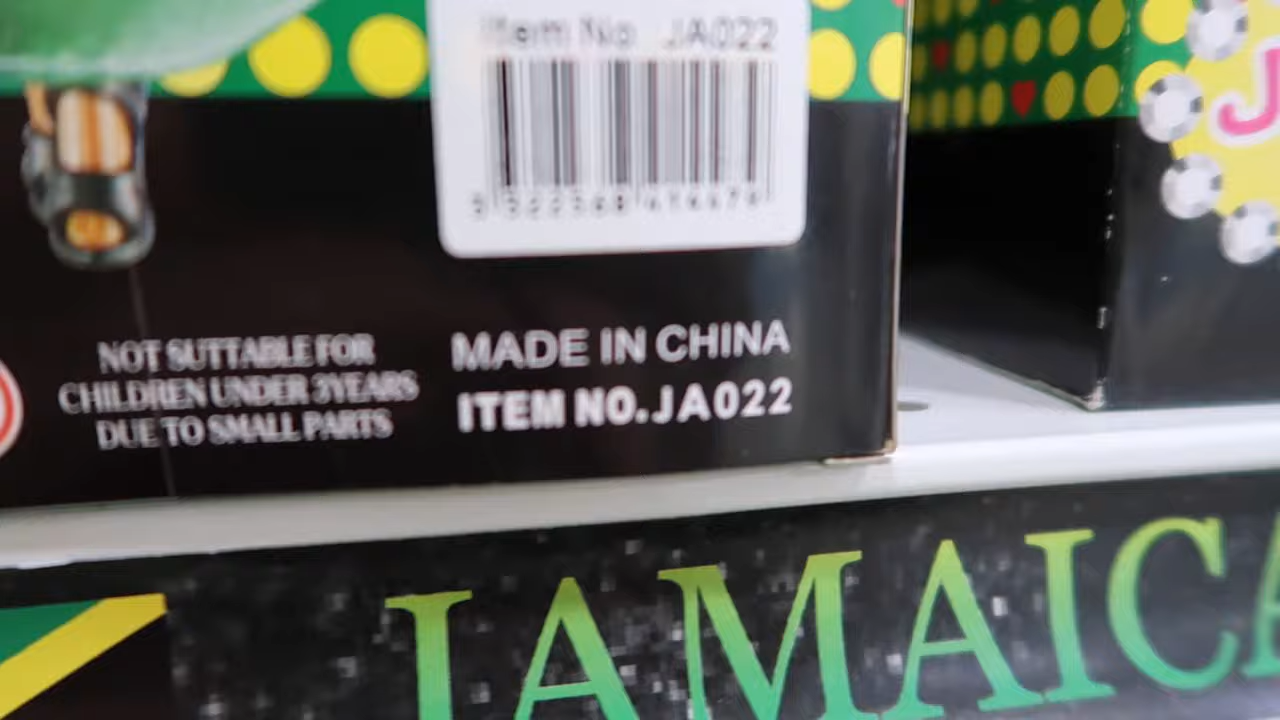 Item No JA022
NOT SUTTABLE FOR
CHILDREN UNDER 3YEARS
DUE TO SMALL PARTS
MADE IN CHINA
ITEM NO.JA022
J
JAMAICA